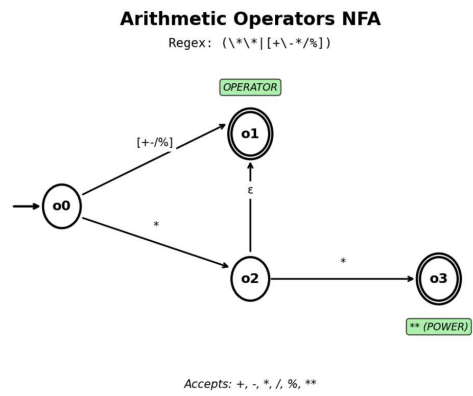 Arithmetic Operators NFA
Regex: (\*\*|[+\-*/%])
OPERATOR
o1
[+-/%]
ε
o0
*
o2
*
o3
** (POWER)
Accepts: +, -, *, /, %, **